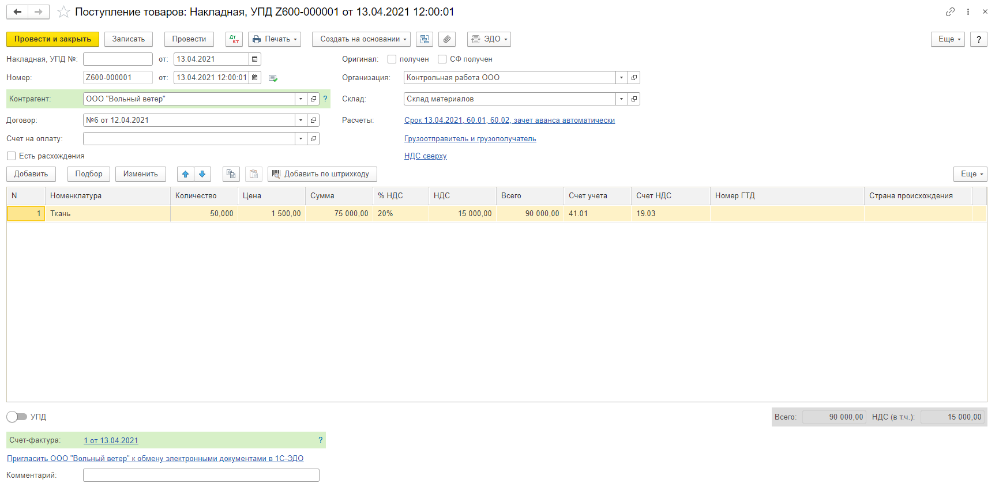 Поступление товаров: Накладная, УПД Z600-000001 от 13.04.2021 12:00:01
Провести и закрыть Записать Провести Дт Кт Печать Создать на основании ЭДО Еще ?
Накладная, УПД №: от: 13.04.2021 Оригинал: получен СФ получен
Номер: Z600-000001 от: 13.04.2021 12:00:01 Организация: Контрольная работа ООО
Контрагент: ООО "Вольный ветер" ? Склад: Склад материалов
Договор: №6 от 12.04.2021 Расчеты: Срок 13.04.2021, 60.01, 60.02, зачет аванса автоматически
Счет на оплату: Грузоотправитель и грузополучатель
Есть расхождения НДС сверху
Добавить Подбор Изменить Добавить по штрихкоду Еще
N Номенклатура Количество Цена Сумма % НДС НДС Всего Счет учета Счет НДС Номер ГТД Страна происхождения
1 Ткань 50,000 1 500,00 75 000,00 20% 15 000,00 90 000,00 41.01 19.03
УПД Всего: 90 000,00 НДС (в т.ч.): 15 000,00
Счет-фактура: 1 от 13.04.2021 ?
Пригласить ООО "Вольный ветер" к обмену электронными документами в 1С-ЭДО
Комментарий: